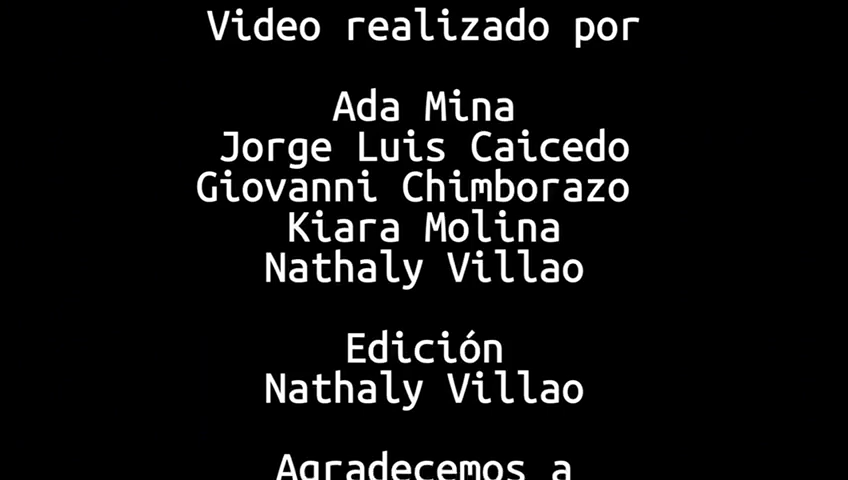 Video realizado por
Ada Mina
Jorge Luis Caicedo
Giovanni Chimborazo
Kiara Molina
Nathaly Villao
Edición
Nathaly Villao
Agradecemos a